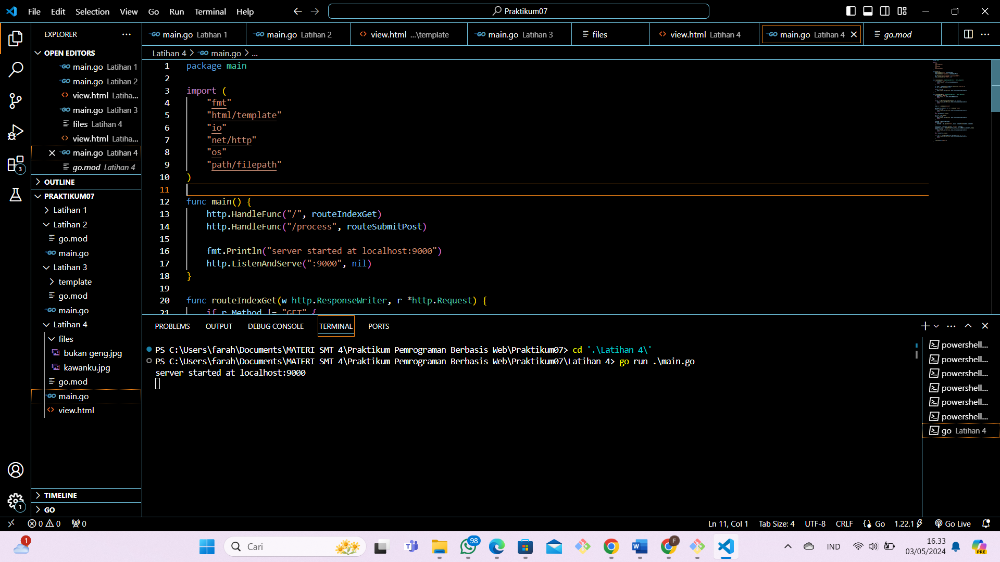 File Edit Selection View Go Run Terminal Help
Praktikum07
EXPLORER
OPEN EDITORS
main.go Latihan 1
main.go Latihan 2
view.html Latiha...
main.go Latihan 3
files Latihan 4
view.html Latiha...
main.go Latihan 4
go.mod Latihan 4
OUTLINE
PRAKTIKUM07
Latihan 1
Latihan 2
go.mod
main.go
Latihan 3
template
go.mod
main.go
Latihan 4
files
bukan geng.jpg
kawanku.jpg
go.mod
main.go
view.html
TIMELINE
GO
3
1
main.go Latihan 1
main.go Latihan 2
view.html ...\template
main.go Latihan 3
files
view.html Latihan 4
main.go Latihan 4
go.mod
Latihan 4 > main.go > ...
1 package main
2
3 import (
4 "fmt"
5 "html/template"
6 "io"
7 "net/http"
8 "os"
9 "path/filepath"
10 )
11
12 func main() {
13 http.HandleFunc("/", routeIndexGet)
14 http.HandleFunc("/process", routeSubmitPost)
15
16 fmt.Println("server started at localhost:9000")
17 http.ListenAndServe(":9000", nil)
18 }
19
20 func routeIndexGet(w http.ResponseWriter, r *http.Request) {
21 if r.Method != "GET" {
PROBLEMS OUTPUT DEBUG CONSOLE TERMINAL PORTS
PS C:\Users\farah\Documents\MATERI SMT 4\Praktikum Pemrograman Berbasis Web\Praktikum07> cd '.\Latihan 4\'
PS C:\Users\farah\Documents\MATERI SMT 4\Praktikum Pemrograman Berbasis Web\Praktikum07\Latihan 4> go run .\main.go
server started at localhost:9000
powershell...
powershell...
powershell...
powershell...
powershell...
powershell...
go Latihan 4
0 0 0
Ln 11, Col 1 Tab Size: 4 UTF-8 CRLF Go 1.22.1 Go Live
1
Cari
98
F
IND
16.33
03/05/2024
PRE